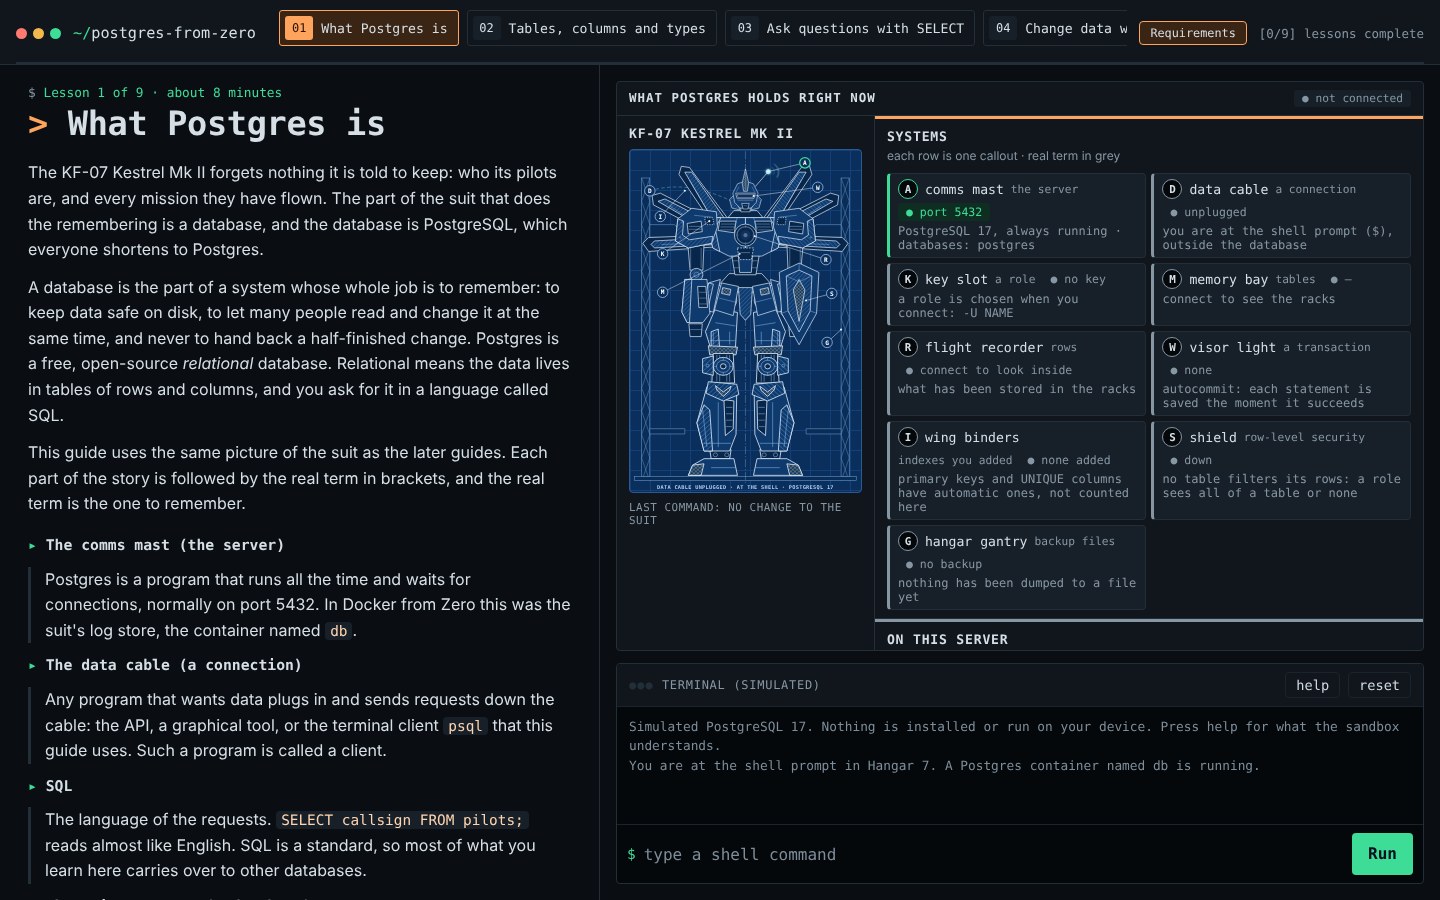 ~/postgres-from-zero
01 What Postgres is
02 Tables, columns and types
03 Ask questions with SELECT
04 Change data w
Requirements
[0/9] lessons complete
$ Lesson 1 of 9 · about 8 minutes
> What Postgres is
The KF-07 Kestrel Mk II forgets nothing it is told to keep: who its pilots
are, and every mission they have flown. The part of the suit that does
the remembering is a database, and the database is PostgreSQL, which
everyone shortens to Postgres.
A database is the part of a system whose whole job is to remember: to
keep data safe on disk, to let many people read and change it at the
same time, and never to hand back a half-finished change. Postgres is
a free, open-source relational database. Relational means the data lives
in tables of rows and columns, and you ask for it in a language called
SQL.
This guide uses the same picture of the suit as the later guides. Each
part of the story is followed by the real term in brackets, and the real
term is the one to remember.
▸ The comms mast (the server)
Postgres is a program that runs all the time and waits for
connections, normally on port 5432. In Docker from Zero this was the
suit's log store, the container named db.
▸ The data cable (a connection)
Any program that wants data plugs in and sends requests down the
cable: the API, a graphical tool, or the terminal client psql that this
guide uses. Such a program is called a client.
▸ SQL
The language of the requests. SELECT callsign FROM pilots;
reads almost like English. SQL is a standard, so most of what you
learn here carries over to other databases.
WHAT POSTGRES HOLDS RIGHT NOW
● not connected
KF-07 KESTREL MK II
A
D
W
I
K
R
M
S
G
DATA CABLE UNPLUGGED · AT THE SHELL · POSTGRESQL 17
LAST COMMAND: NO CHANGE TO THE
SUIT
SYSTEMS
each row is one callout · real term in grey
A comms mast the server
● port 5432
PostgreSQL 17, always running ·
databases: postgres
D data cable a connection
● unplugged
you are at the shell prompt ($),
outside the database
K key slot a role ● no key
a role is chosen when you
connect: -U NAME
M memory bay tables ● —
connect to see the racks
R flight recorder rows
● connect to look inside
what has been stored in the racks
W visor light a transaction
● none
autocommit: each statement is
saved the moment it succeeds
I wing binders
indexes you added ● none added
primary keys and UNIQUE columns
have automatic ones, not counted
here
S shield row-level security
● down
no table filters its rows: a role
sees all of a table or none
G hangar gantry backup files
● no backup
nothing has been dumped to a file
yet
ON THIS SERVER
TERMINAL (SIMULATED)
help
reset
Simulated PostgreSQL 17. Nothing is installed or run on your device. Press help for what the sandbox
understands.
You are at the shell prompt in Hangar 7. A Postgres container named db is running.
$ type a shell command
Run